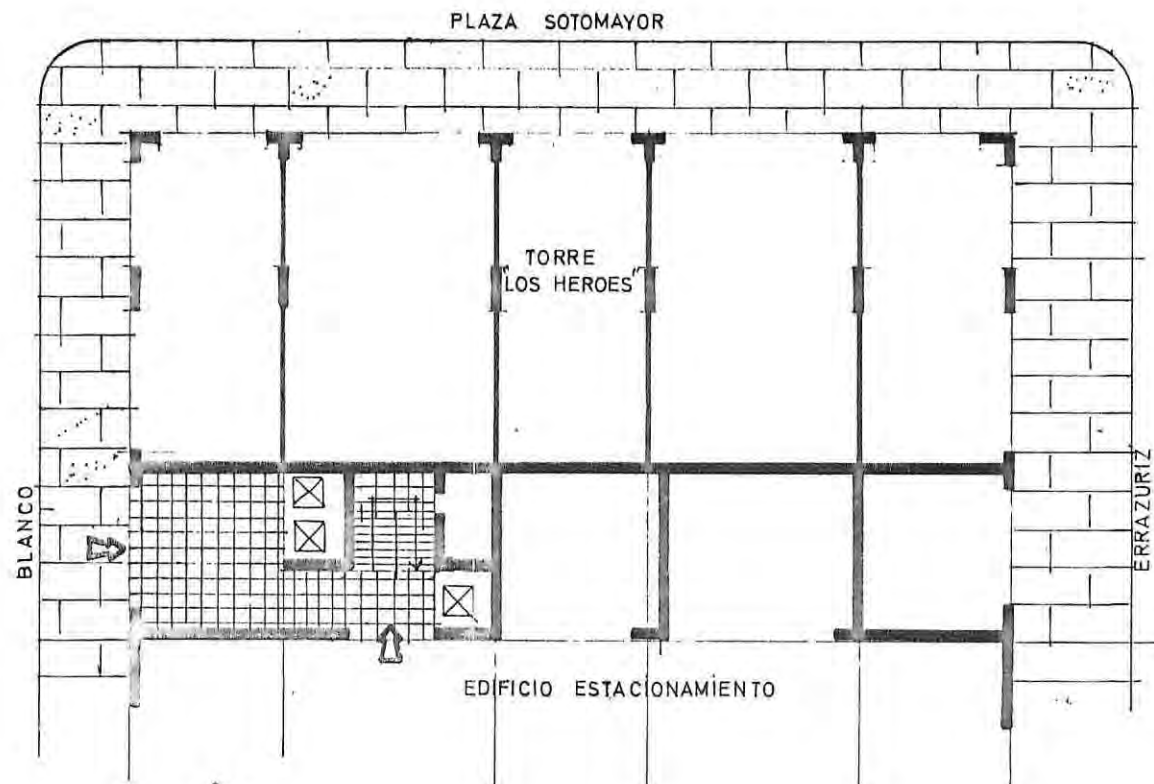 PLAZA SOTOMAYOR
TORRE
"LOS HEROES"
BLANCO
ERRAZURIZ
EDIFICIO ESTACIONAMIENTO